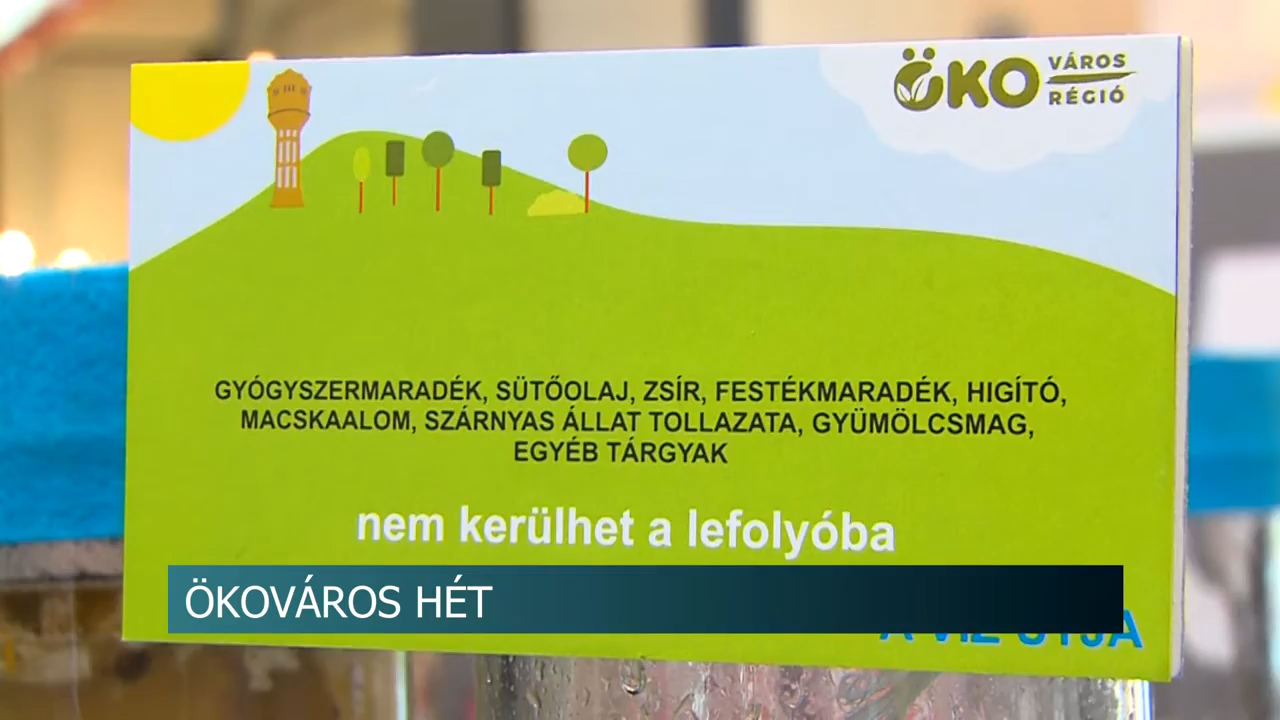 ÖKO VÁROS
RÉGIÓ
GYÓGYSZERMARADÉK, SÜTŐOLAJ, ZSÍR, FESTÉKMARADÉK, HIGÍTÓ,
MACSKAALOM, SZÁRNYAS ÁLLAT TOLLAZATA, GYÜMÖLCSMAG,
EGYÉB TÁRGYAK
nem kerülhet a lefolyóba
ÖKOVÁROS HÉT